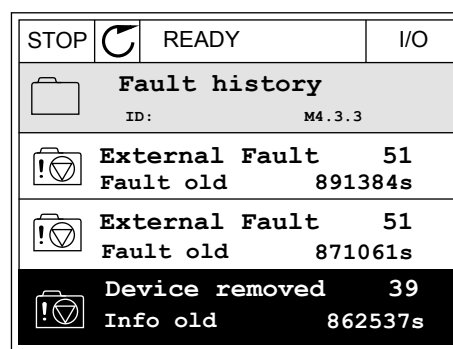 STOP READY I/O
Fault history
ID: M4.3.3
External Fault 51
Fault old 891384s
External Fault 51
Fault old 871061s
Device removed 39
Info old 862537s